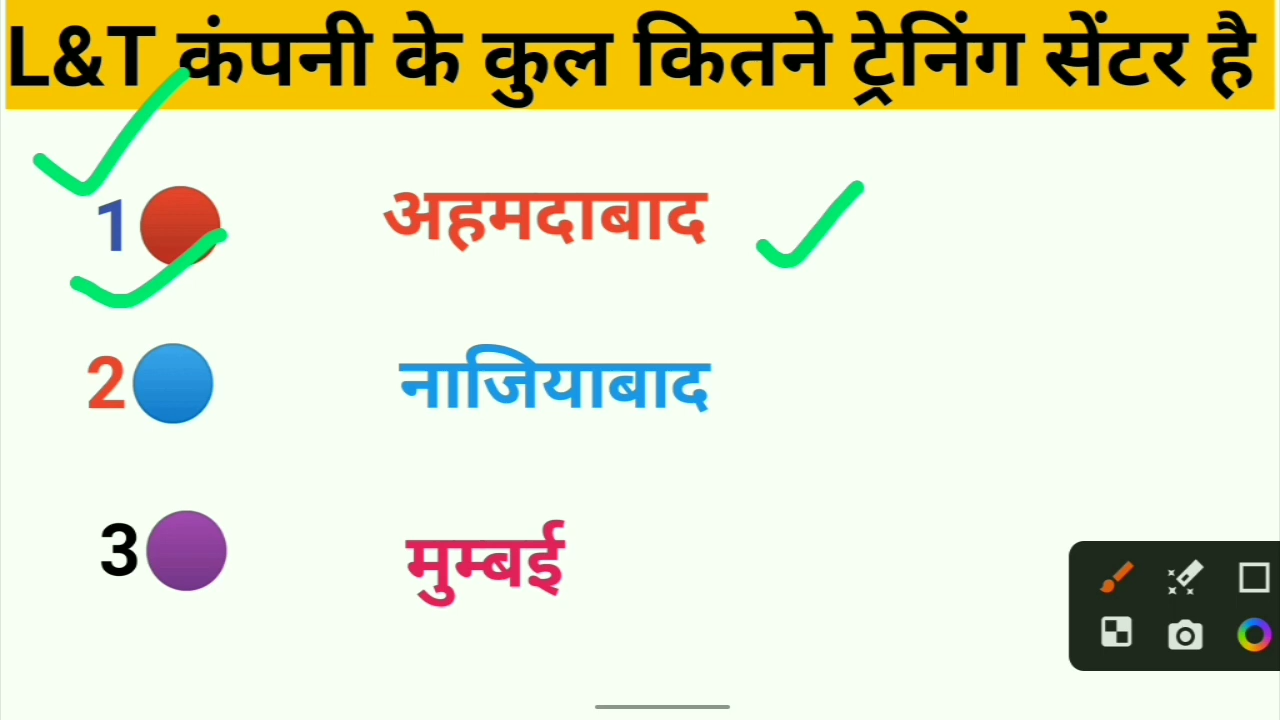 L&T कंपनी के कुल कितने ट्रेनिंग सेंटर है
1 अहमदाबाद
2 नाजियाबाद
3 मुम्बई